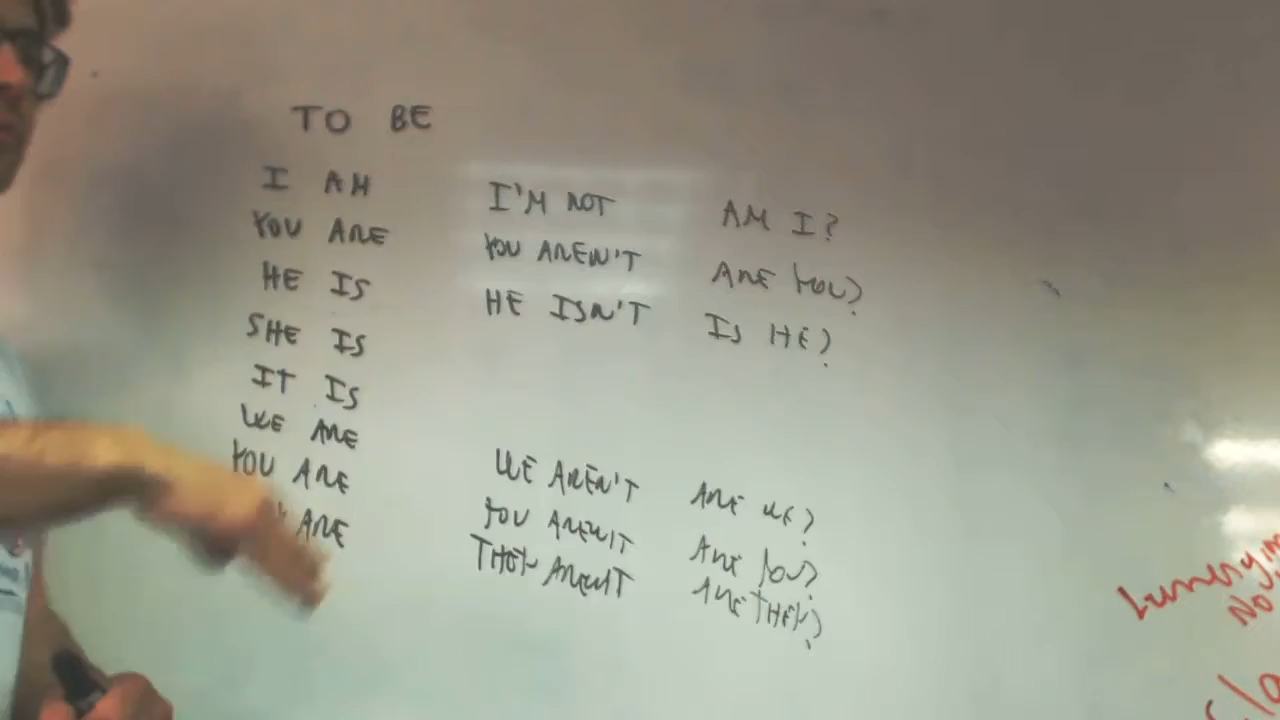 TO BE
I AM I'M NOT AM I?
YOU ARE YOU AREN'T ARE YOU?
HE IS HE ISN'T IS HE?
SHE IS
IT IS
WE ARE WE AREN'T ARE WE?
YOU ARE YOU AREN'T ARE YOU?
ARE THEY AREN'T ARE THEY?
No